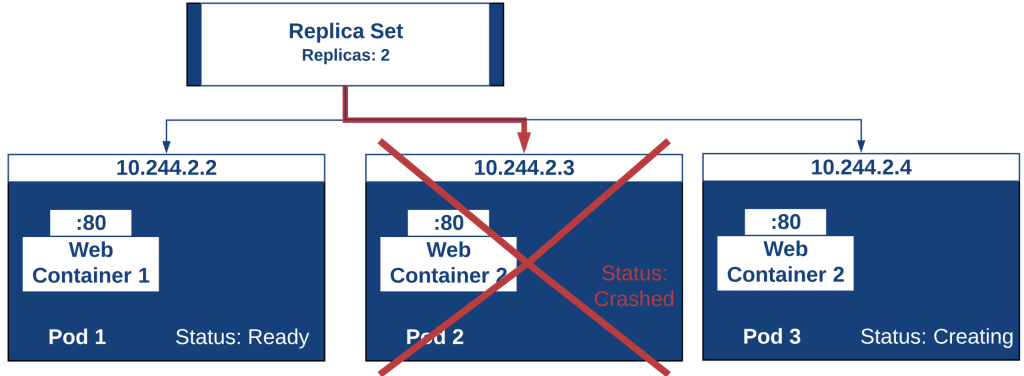 Replica Set
Replicas: 2
10.244.2.2
:80
Web
Container 1
Pod 1
Status: Ready
10.244.2.3
:80
Web
Container 2
Status:
Crashed
Pod 2
10.244.2.4
:80
Web
Container 2
Pod 3
Status: Creating